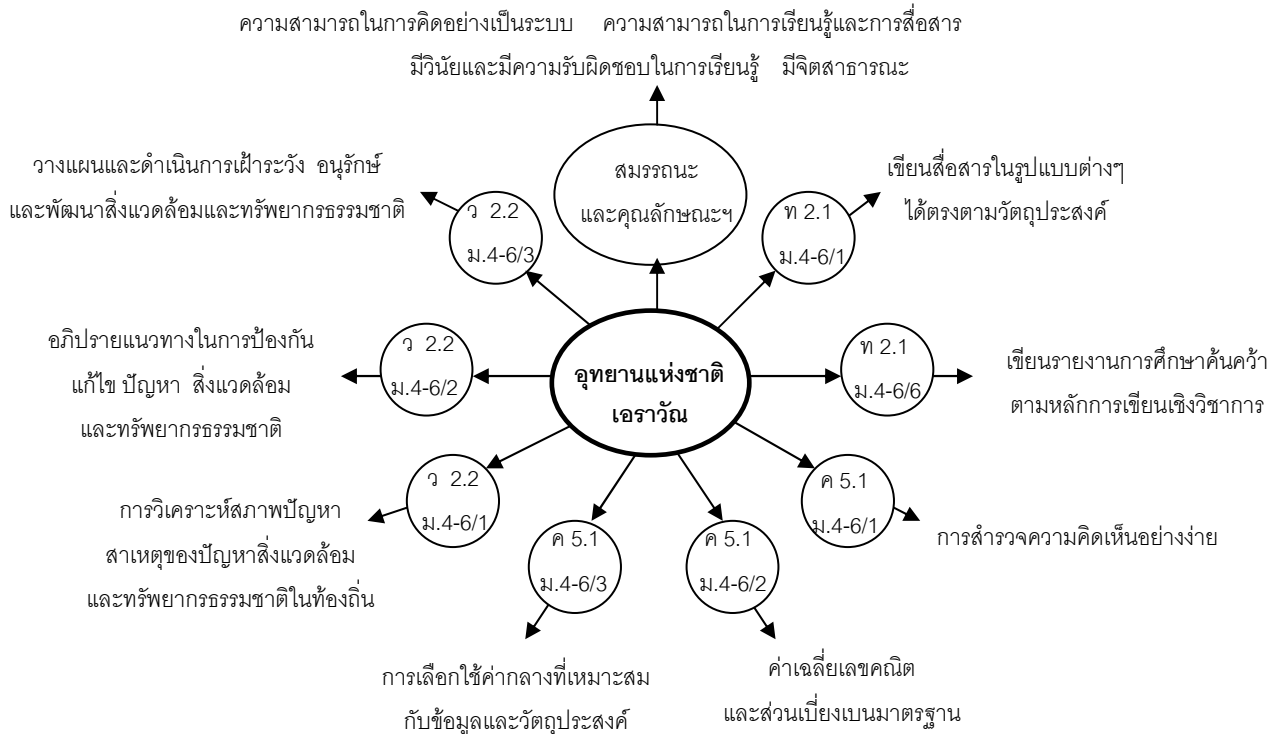 ความสามารถในการคิดอย่างเป็นระบบ ความสามารถในการเรียนรู้และการสื่อสาร
มีวินัยและมีความรับผิดชอบในการเรียนรู้ มีจิตสาธารณะ
สมรรถนะ
และคุณลักษณะฯ
วางแผนและดำเนินการเฝ้าระวัง อนุรักษ์
และพัฒนาสิ่งแวดล้อมและทรัพยากรธรรมชาติ
ว 2.2
ม.4-6/3
ท 2.1
ม.4-6/1
เขียนสื่อสารในรูปแบบต่างๆ
ได้ตรงตามวัตถุประสงค์
อภิปรายแนวทางในการป้องกัน
แก้ไข ปัญหา สิ่งแวดล้อม
และทรัพยากรธรรมชาติ
ว 2.2
ม.4-6/2
อุทยานแห่งชาติ
เอราวัณ
ท 2.1
ม.4-6/6
เขียนรายงานการศึกษาค้นคว้า
ตามหลักการเขียนเชิงวิชาการ
การวิเคราะห์สภาพปัญหา
สาเหตุของปัญหาสิ่งแวดล้อม
และทรัพยากรธรรมชาติในท้องถิ่น
ว 2.2
ม.4-6/1
ค 5.1
ม.4-6/3
ค 5.1
ม.4-6/2
ค 5.1
ม.4-6/1
การสำรวจความคิดเห็นอย่างง่าย
การเลือกใช้ค่ากลางที่เหมาะสม
กับข้อมูลและวัตถุประสงค์
ค่าเฉลี่ยเลขคณิต
และส่วนเบี่ยงเบนมาตรฐาน